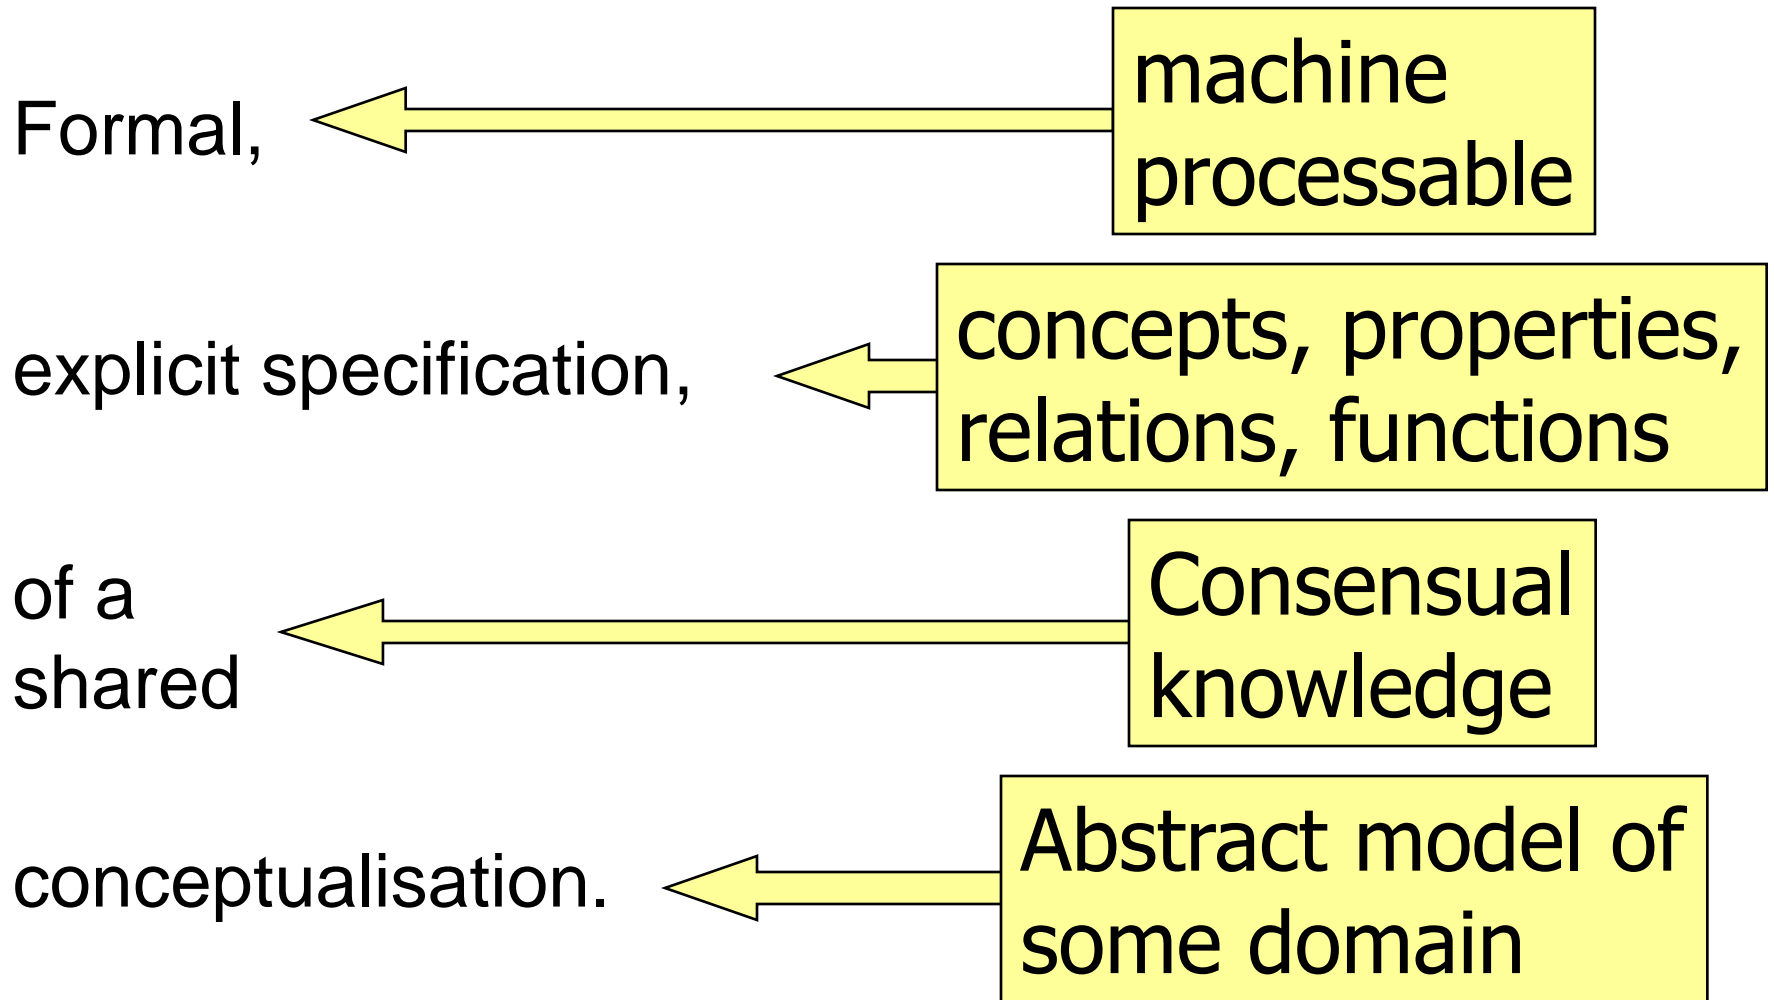 Formal,
machine
processable
explicit specification,
concepts, properties,
relations, functions
of a
shared
Consensual
knowledge
conceptualisation.
Abstract model of
some domain